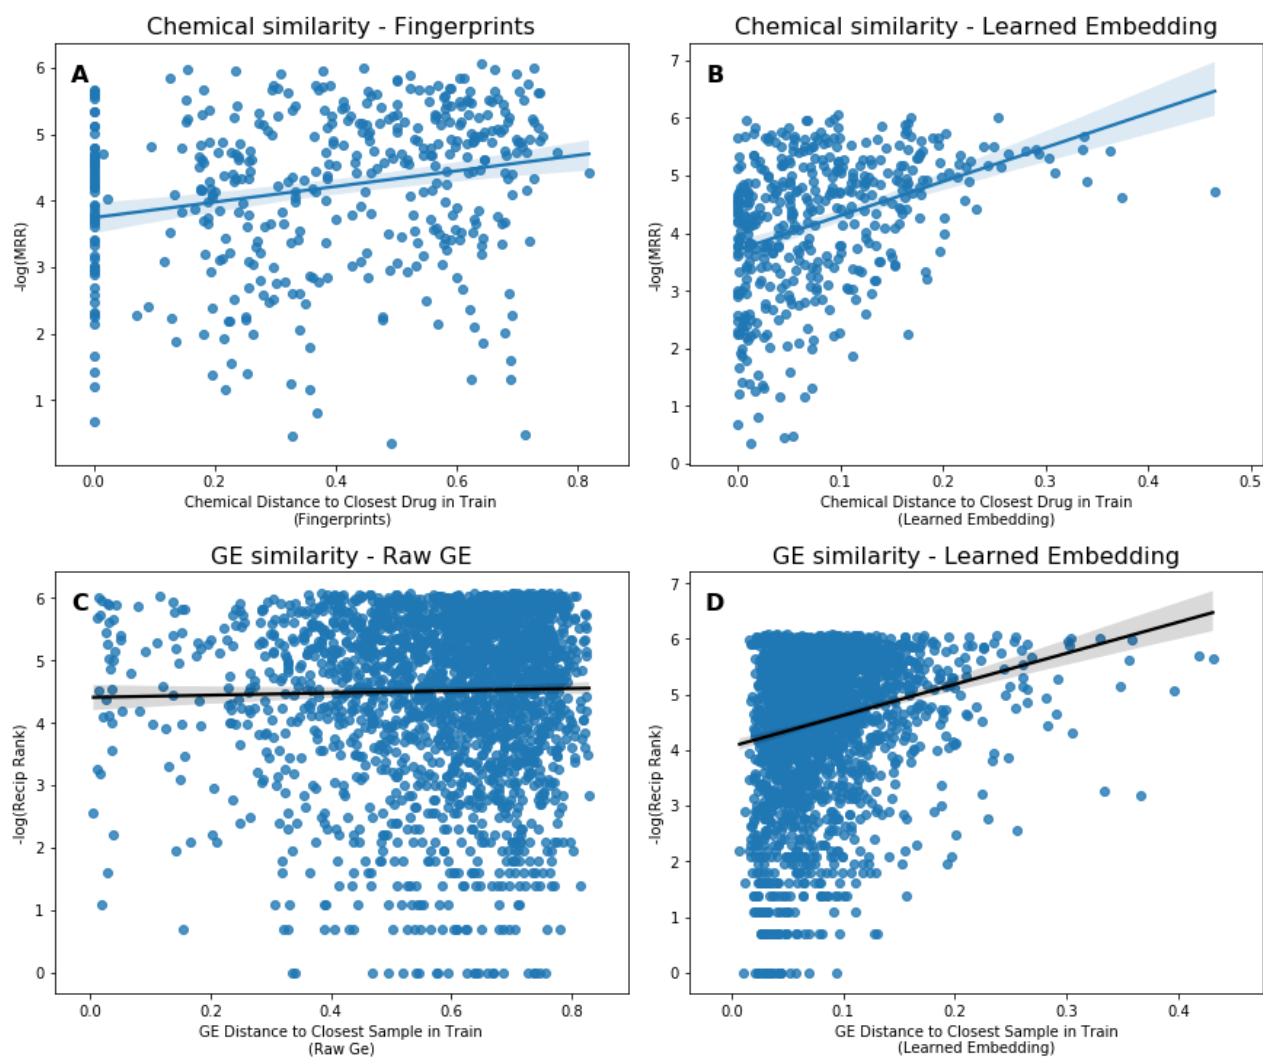 Chemical similarity - Fingerprints
A
6
5
4
3
2
1
-log(MRR)
0.0 0.2 0.4 0.6 0.8
Chemical Distance to Closest Drug in Train
(Fingerprints)
Chemical similarity - Learned Embedding
B
7
6
5
4
3
2
1
0
-log(MRR)
0.0 0.1 0.2 0.3 0.4 0.5
Chemical Distance to Closest Drug in Train
(Learned Embedding)
GE similarity - Raw GE
C
6
5
4
3
2
1
0
-log(Recip Rank)
0.0 0.2 0.4 0.6 0.8
GE Distance to Closest Sample in Train
(Raw Ge)
GE similarity - Learned Embedding
D
7
6
5
4
3
2
1
0
-log(Recip Rank)
0.0 0.1 0.2 0.3 0.4
GE Distance to Closest Sample in Train
(Learned Embedding)